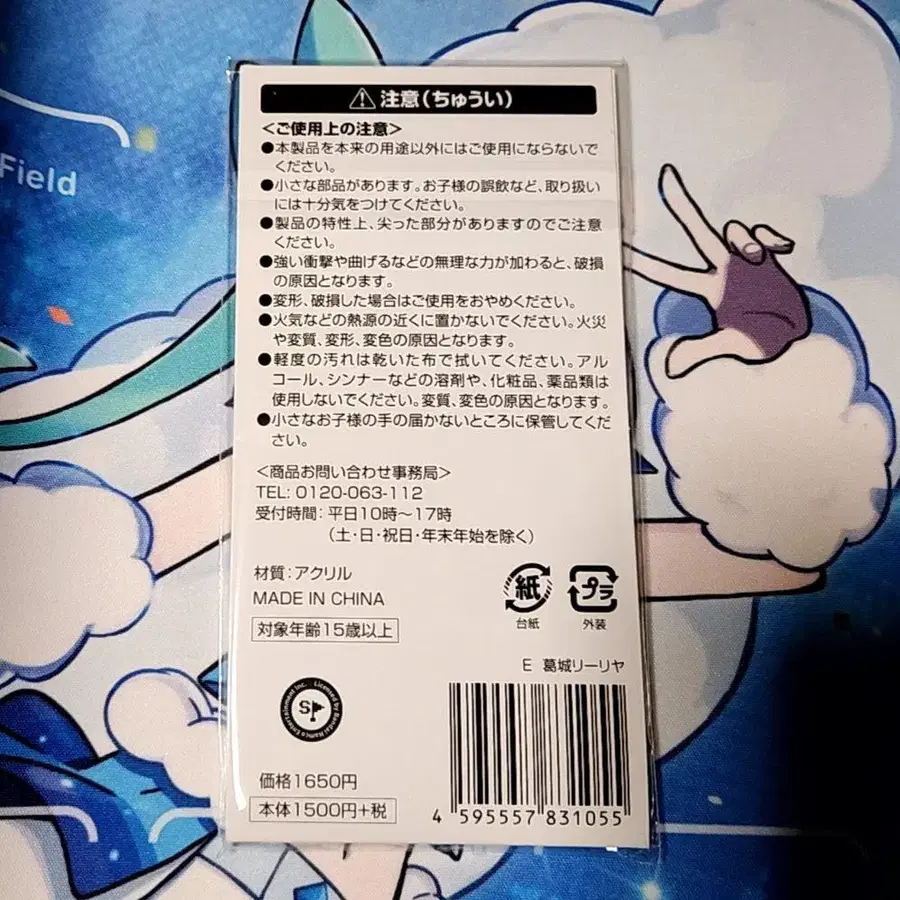 注意(ちゅうい)
<ご使用上の注意>
●本製品を本来の用途以外にはご使用にならないで
ください。
●小さな部品があります。お子様の誤飲など、取り扱い
には十分気をつけてください。
●製品の特性上、尖った部分がありますのでご注意
ください。
●強い衝撃や曲げるなどの無理な力が加わると、破損
の原因となります。
●変形、破損した場合はご使用をおやめください。
●火気などの熱源の近くに置かないでください。火災
や変質、変形、変色の原因となります。
●軽度の汚れは乾いた布で拭いてください。アル
コール、シンナーなどの溶剤や、化粧品、薬品類は
使用しないでください。変質、変色の原因となります。
●小さなお子様の手の届かないところに保管してくだ
さい。
<商品お問い合わせ事務局>
TEL: 0120-063-112
受付時間: 平日10時〜17時
(土・日・祝日・年末年始を除く)
材質:アクリル
MADE IN CHINA
対象年齢15歳以上
紙
台紙
プラ
外装
E 葛城リーリヤ
Licensed by Bandai Namco Entertainment Inc.
SP
価格1650円
本体1500円+税
4 595557 831055
Field